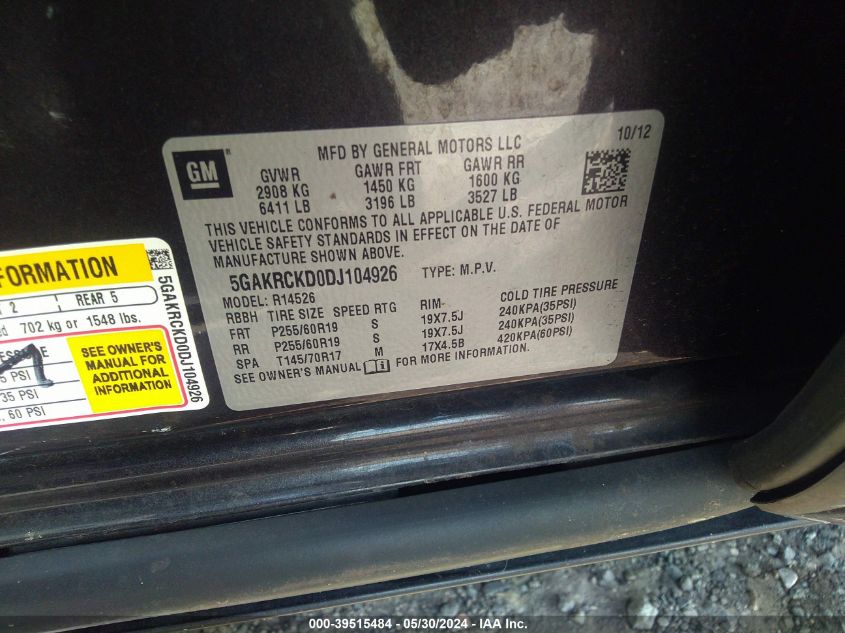 MFD BY GENERAL MOTORS LLC 10/12
GM
GVWR GAWR FRT GAWR RR
2908 KG 1450 KG 1600 KG
6411 LB 3196 LB 3527 LB
THIS VEHICLE CONFORMS TO ALL APPLICABLE U.S. FEDERAL MOTOR
VEHICLE SAFETY STANDARDS IN EFFECT ON THE DATE OF
MANUFACTURE SHOWN ABOVE.
5GAKRCKD0DJ104926 TYPE: M.P.V.
MODEL: R14526
RBBH TIRE SIZE SPEED RTG RIM- COLD TIRE PRESSURE
FRT P255/60R19 S 19X7.5J 240KPA(35PSI)
RR P255/60R19 S 19X7.5J 240KPA(35PSI)
SPA T145/70R17 M 17X4.5B 420KPA(60PSI)
SEE OWNER'S MANUAL
FORMATION
2 REAR 5
702 kg or 1548 lbs.
SEE OWNER'S
MANUAL FOR
ADDITIONAL
INFORMATION
5 PSI
35 PSI
60 PSI
5GAKRCKD0DJ104926
000-39515484 - 05/30/2024 - IAA Inc.